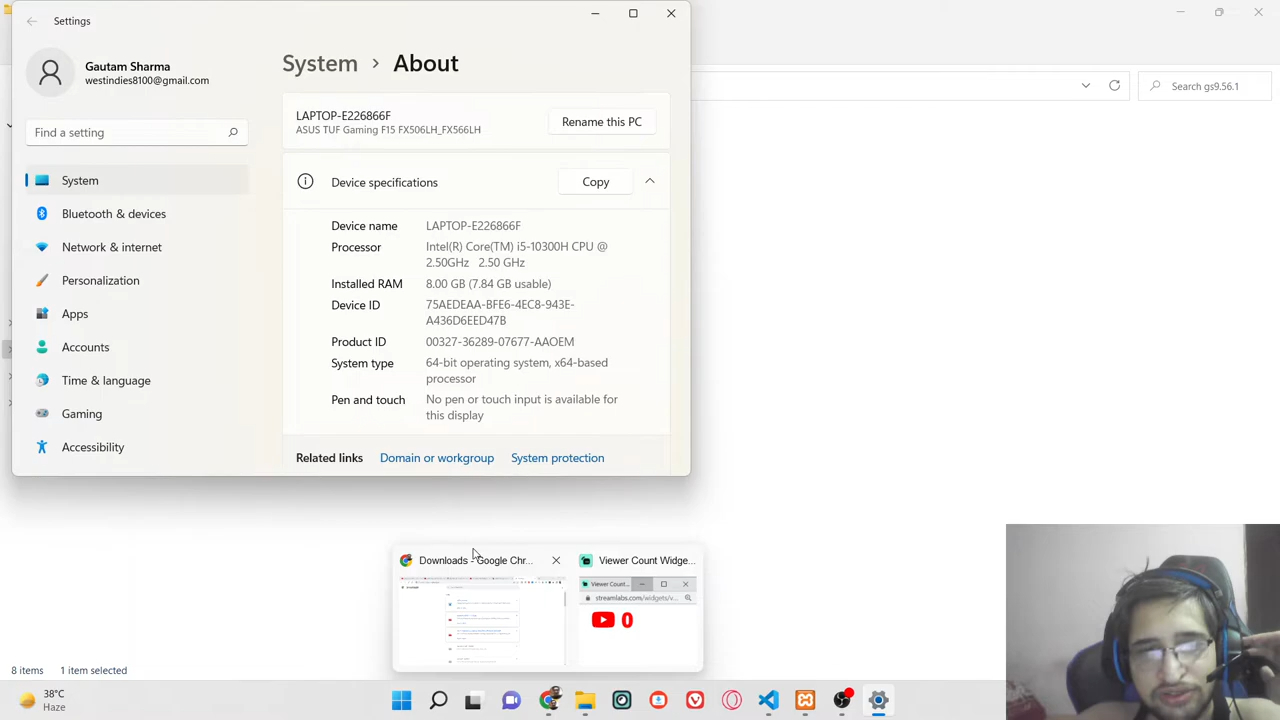 Settings
Gautam Sharma
westindies8100@gmail.com
Find a setting
System
Bluetooth & devices
Network & internet
Personalization
Apps
Accounts
Time & language
Gaming
Accessibility
System > About
LAPTOP-E226866F
ASUS TUF Gaming F15 FX506LH_FX566LH
Rename this PC
Device specifications
Copy
Device name LAPTOP-E226866F
Processor Intel(R) Core(TM) i5-10300H CPU @
2.50GHz 2.50 GHz
Installed RAM 8.00 GB (7.84 GB usable)
Device ID 75AEDEAA-BFE6-4EC8-943E-
A436D6EED47B
Product ID 00327-36289-07677-AAOEM
System type 64-bit operating system, x64-based
processor
Pen and touch No pen or touch input is available for
this display
Related links Domain or workgroup System protection
Search gs9.56.1
Downloads - Google Chr...
Viewer Count Widge...
Viewer Count...
streamlabs.com/widgets/v...
0
8 items 1 item selected
38°C
Haze